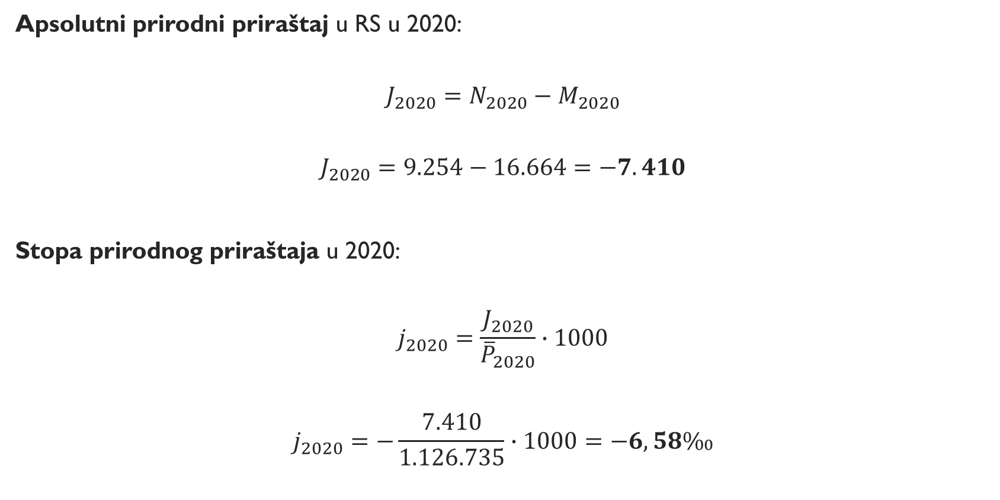 Apsolutni prirodni priraštaj u RS u 2020:
J₂₀₂₀ = N₂₀₂₀ − M₂₀₂₀
J₂₀₂₀ = 9.254 − 16.664 = −7.410
Stopa prirodnog priraštaja u 2020:
j₂₀₂₀ = J₂₀₂₀ / P̅₂₀₂₀ · 1000
j₂₀₂₀ = − 7.410 / 1.126.735 · 1000 = −6,58‰